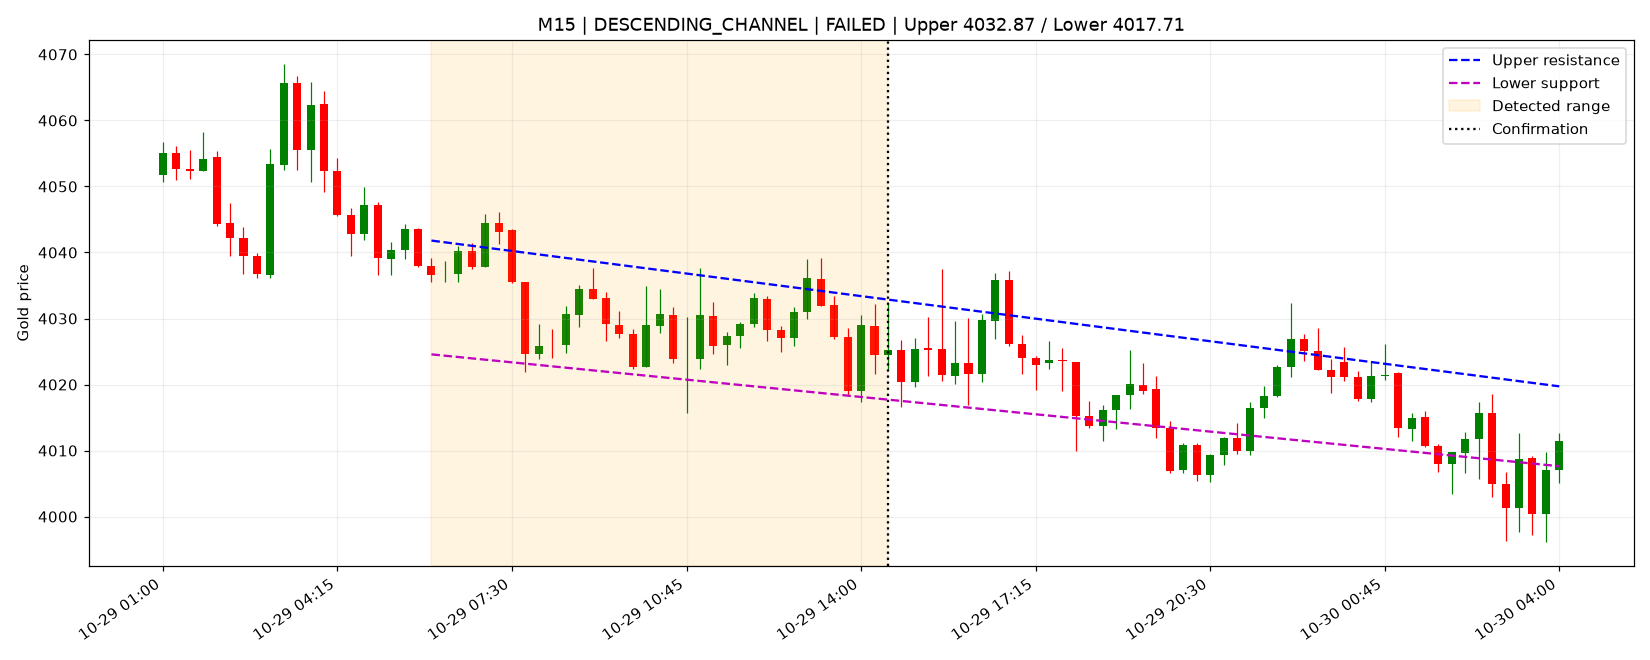 M15 | DESCENDING_CHANNEL | FAILED | Upper 4032.87 / Lower 4017.71
Upper resistance
Lower support
Detected range
Confirmation
Gold price
4070
4060
4050
4040
4030
4020
4010
4000
10-29 01:00
10-29 04:15
10-29 07:30
10-29 10:45
10-29 14:00
10-29 17:15
10-29 20:30
10-30 00:45
10-30 04:00